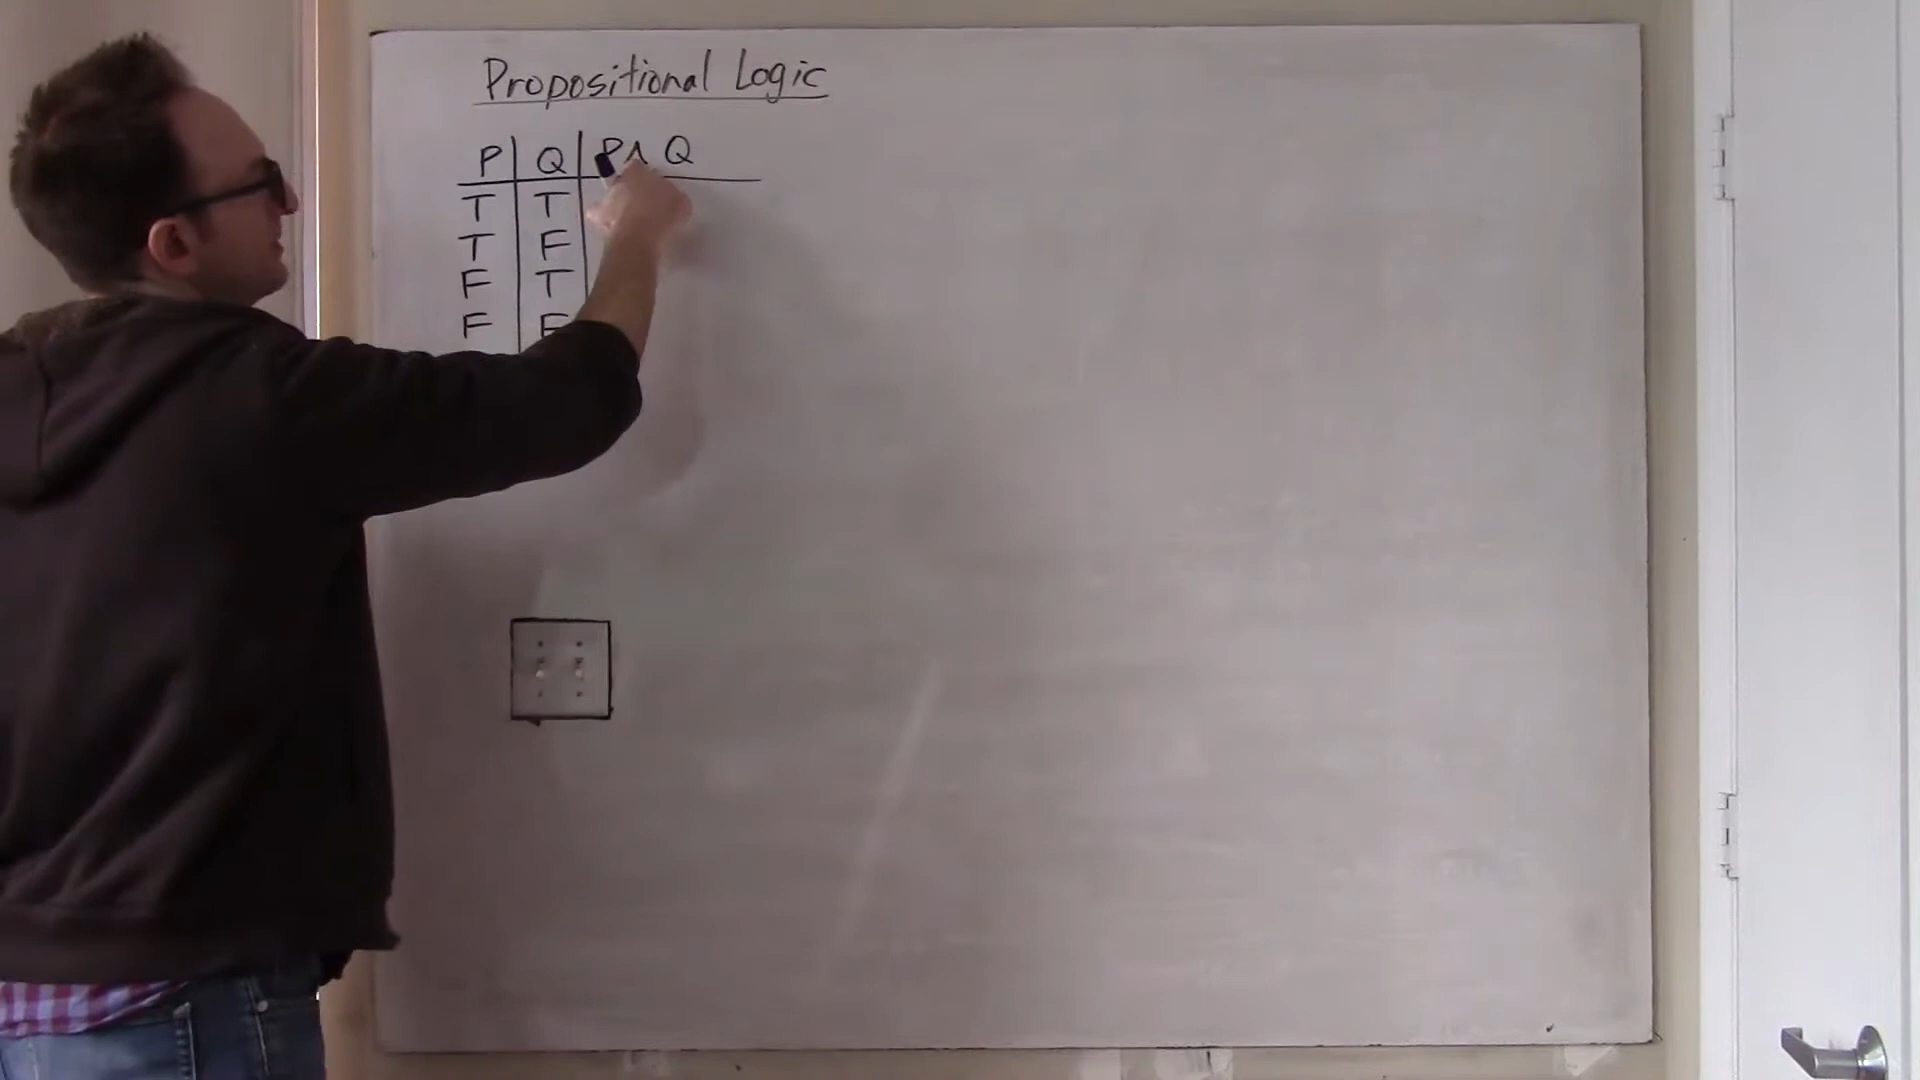 Propositional Logic
P Q P∧ Q
T T
T F
F T
F F